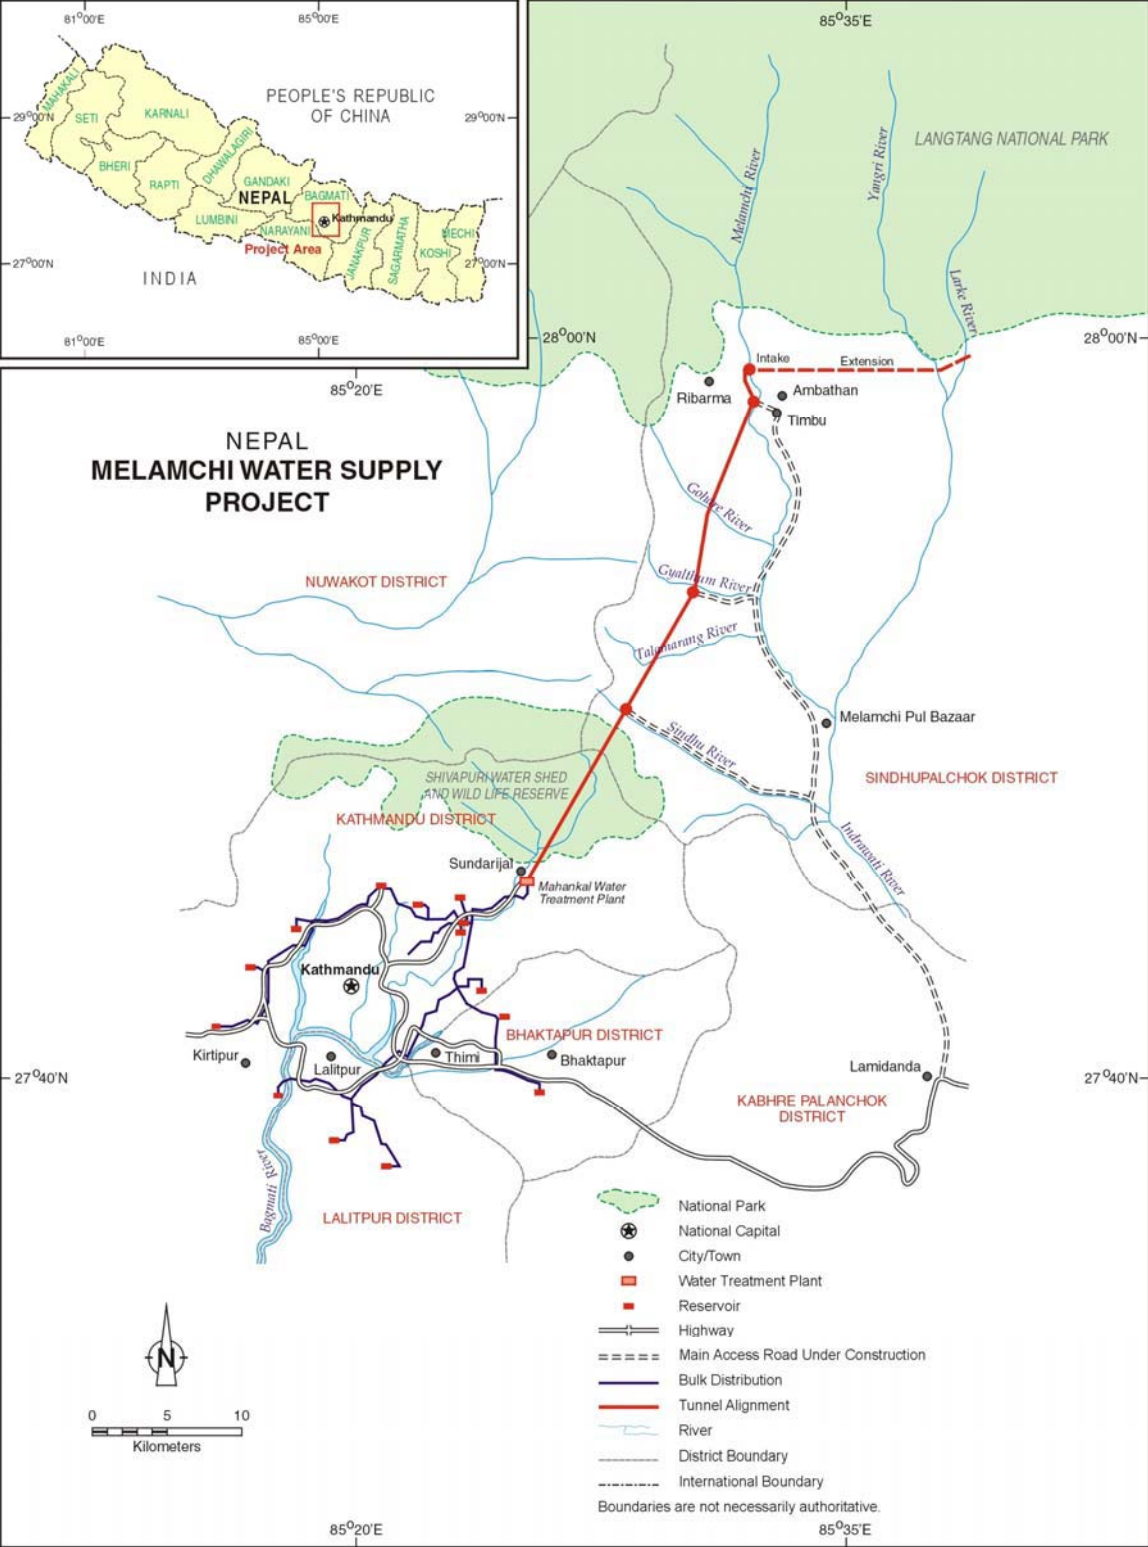 81°00'E
85°00'E
85°35'E
PEOPLE'S REPUBLIC
OF CHINA
29°00'N
29°00'N
MAHAKALI
SETI
KARNALI
BHERI
RAPTI
DHAWALAGIRI
GANDAKI
NEPAL
BAGMATI
Kathmandu
LUMBINI
NARAYANI
Project Area
JANAKPUR
SAGARMATHA
KOSHI
MECHI
27°00'N
27°00'N
INDIA
81°00'E
85°00'E
LANGTANG NATIONAL PARK
Melamchi River
Yangri River
Larke River
28°00'N
28°00'N
85°20'E
Intake
Extension
Ribarma
Ambathan
Timbu
NEPAL
MELAMCHI WATER SUPPLY
PROJECT
Gohare River
NUWAKOT DISTRICT
Gyalthum River
Talamarang River
Melamchi Pul Bazaar
Sindhu River
SINDHUPALCHOK DISTRICT
SHIVAPURI WATER SHED
AND WILD LIFE RESERVE
KATHMANDU DISTRICT
Indrawati River
Sundarijal
Mahankal Water
Treatment Plant
Kathmandu
BHAKTAPUR DISTRICT
Kirtipur
Lalitpur
Thimi
Bhaktapur
Lamidanda
27°40'N
27°40'N
KABHRE PALANCHOK
DISTRICT
Bagmati River
LALITPUR DISTRICT
National Park
National Capital
City/Town
Water Treatment Plant
Reservoir
Highway
Main Access Road Under Construction
Bulk Distribution
Tunnel Alignment
River
District Boundary
International Boundary
Boundaries are not necessarily authoritative.
N
0 5 10
Kilometers
85°20'E
85°35'E